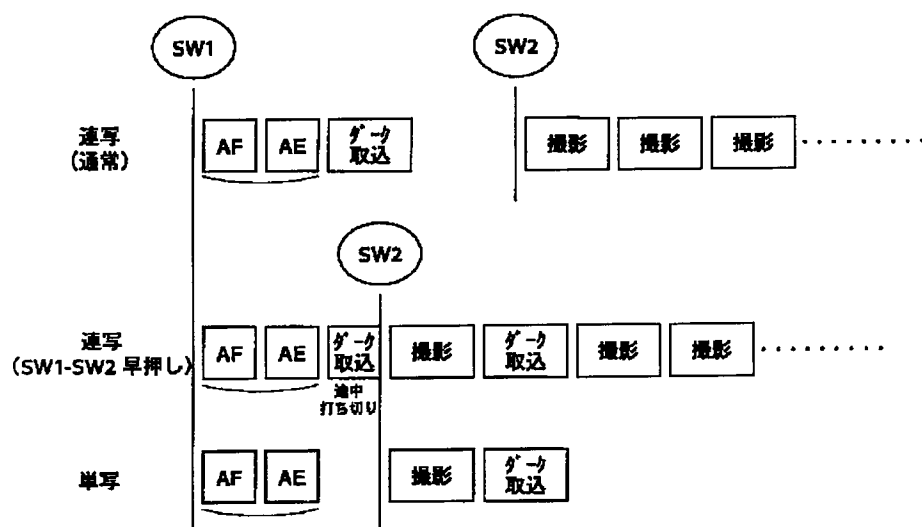 SW1
SW2
連写
(通常)
AF
AE
ダーク
取込
撮影
撮影
撮影
SW2
連写
(SW1-SW2 早押し)
AF
AE
ダーク
取込
途中
打ち切り
撮影
ダーク
取込
撮影
撮影
単写
AF
AE
撮影
ダーク
取込